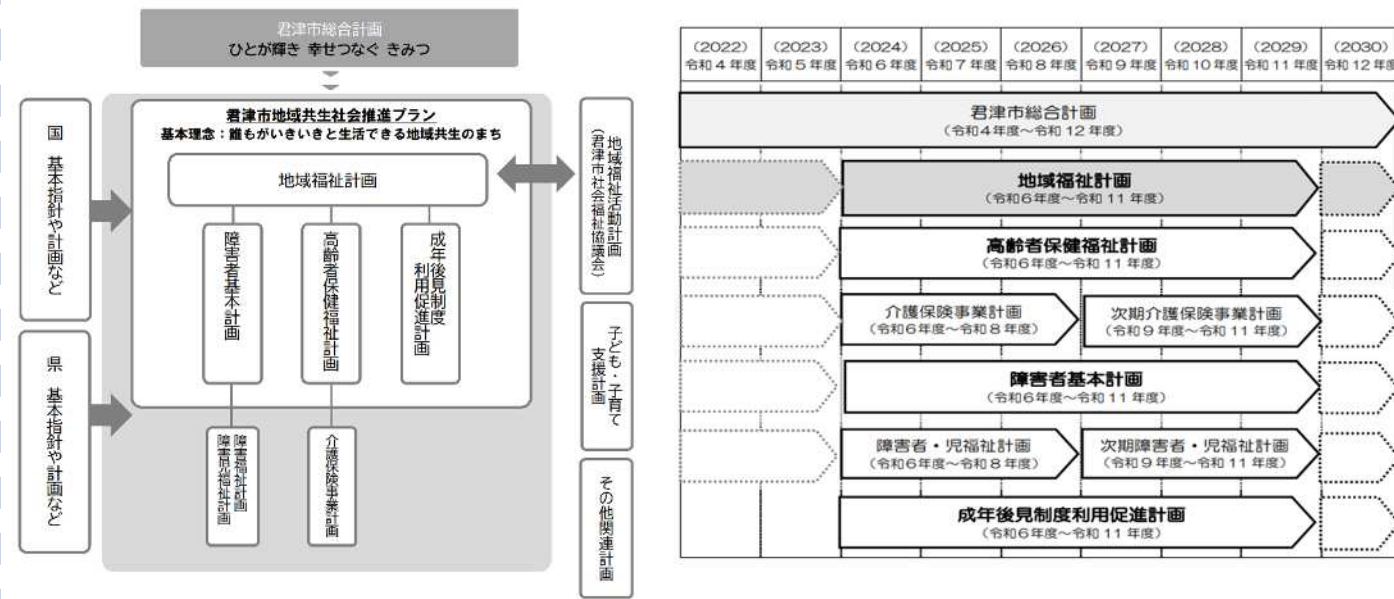 君津市総合計画
ひとが輝き 幸せつなぐ きみつ
君津市地域共生社会推進プラン
基本理念：誰もがいきいきと生活できる地域共生のまち
地域福祉計画
障害者基本計画
高齢者保健福祉計画
成年後見制度
利用促進計画
障害福祉計画
障害児福祉計画
介護保険事業計画
国 基本指針や計画など
県 基本指針や計画など
地域福祉活動計画
（君津市社会福祉協議会）
子ども・子育て
支援計画
その他関連計画
（2022） （2023） （2024） （2025） （2026） （2027） （2028） （2029） （2030）
令和4年度 令和5年度 令和6年度 令和7年度 令和8年度 令和9年度 令和10年度 令和11年度 令和12年度
君津市総合計画
（令和4年度～令和12年度）
地域福祉計画
（令和6年度～令和11年度）
高齢者保健福祉計画
（令和6年度～令和11年度）
介護保険事業計画
（令和6年度～令和8年度）
次期介護保険事業計画
（令和9年度～令和11年度）
障害者基本計画
（令和6年度～令和11年度）
障害者・児福祉計画
（令和6年度～令和8年度）
次期障害者・児福祉計画
（令和9年度～令和11年度）
成年後見制度利用促進計画
（令和6年度～令和11年度）